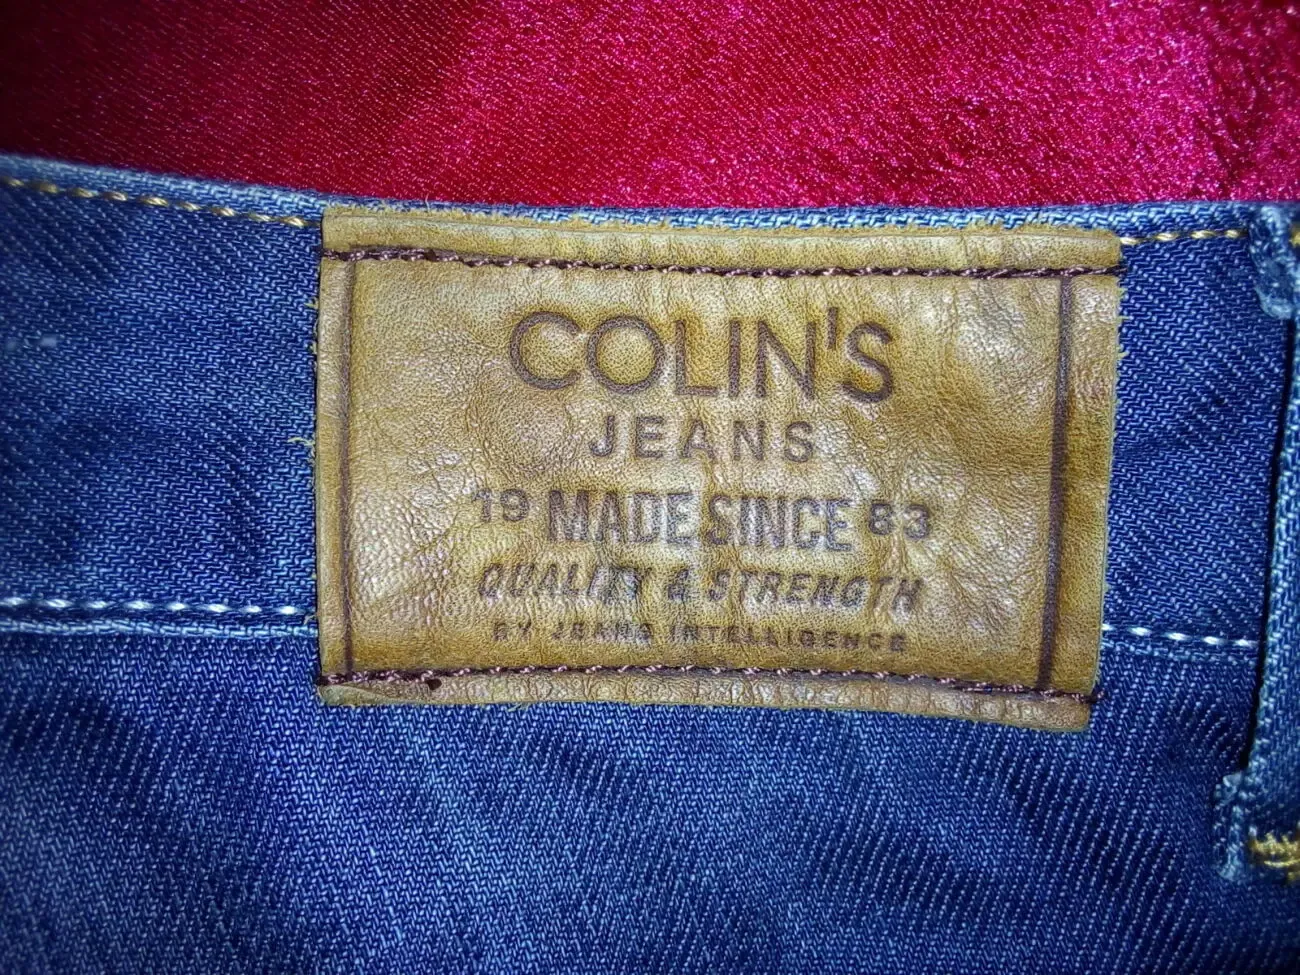 COLIN'S
JEANS
19 MADE SINCE 83
QUALITY & STRENGTH
BY JEANS INTELLIGENCE